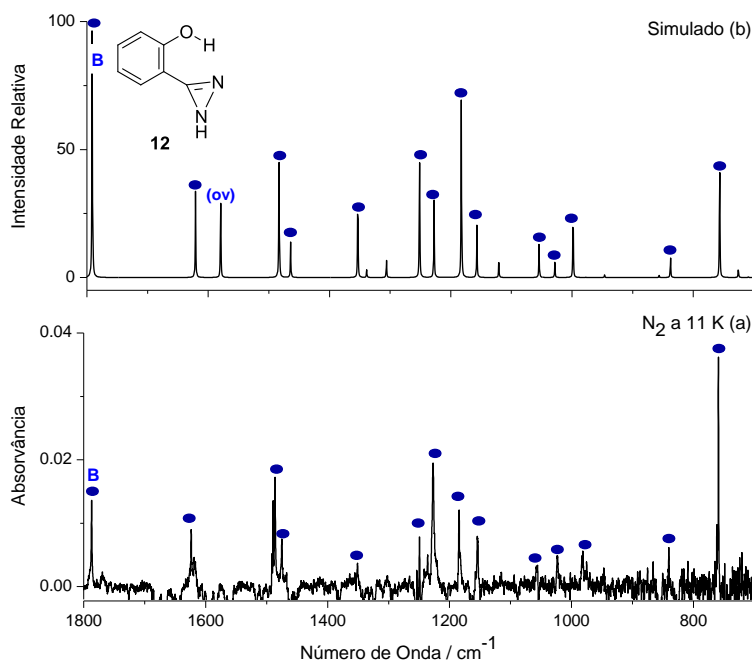 100
50
0
Intensidade Relativa
Simulado (b)
B
O
H
N
N
H
12
(ov)
N2 a 11 K (a)
0.04
0.02
0.00
Absorvância
B
1800 1600 1400 1200 1000 800
Número de Onda / cm-1